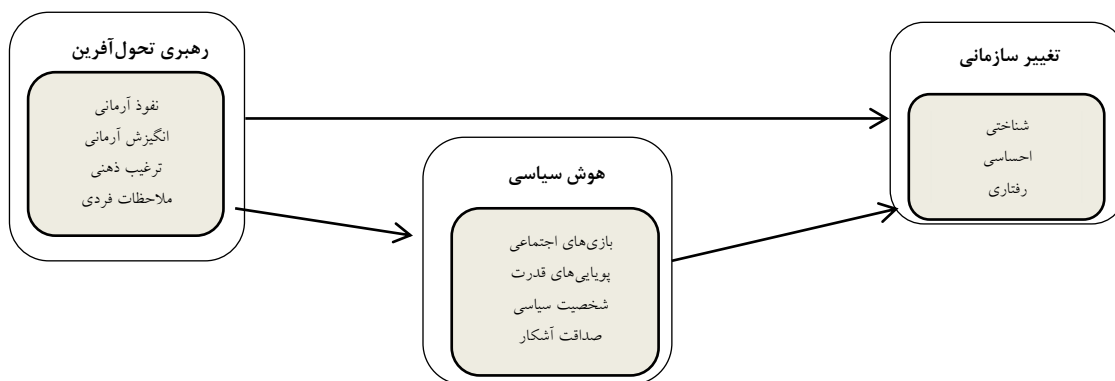 رهبری تحول‌آفرین
نفوذ آرمانی
انگیزش آرمانی
ترغیب ذهنی
ملاحظات فردی
هوش سیاسی
بازی‌های اجتماعی
پویایی‌های قدرت
شخصیت سیاسی
صداقت آشکار
تغییر سازمانی
شناختی
احساسی
رفتاری